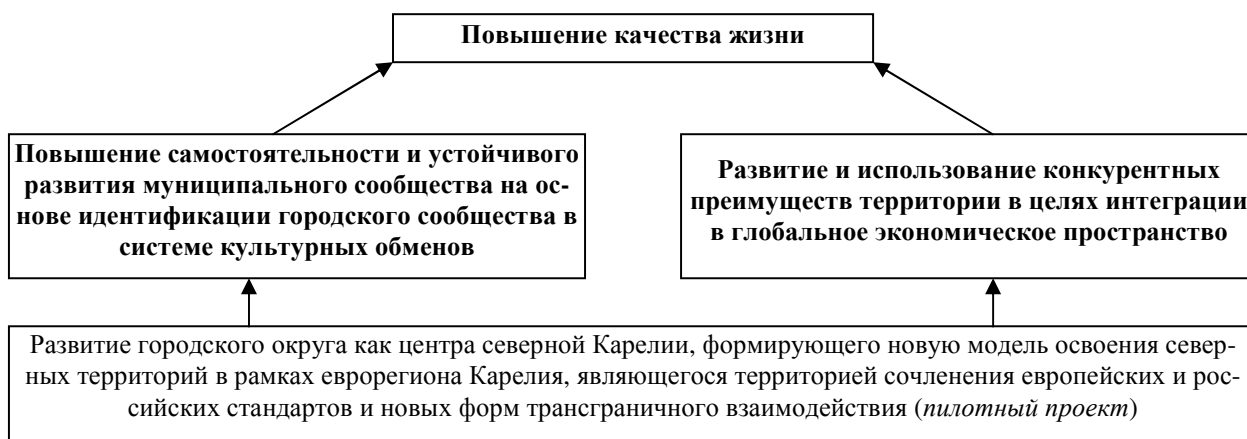 Повышение качества жизни
Повышение самостоятельности и устойчивого
развития муниципального сообщества на ос-
нове идентификации городского сообщества в
системе культурных обменов
Развитие и использование конкурентных
преимуществ территории в целях интеграции
в глобальное экономическое пространство
Развитие городского округа как центра северной Карелии, формирующего новую модель освоения север-
ных территорий в рамках еврорегиона Карелия, являющегося территорией сочленения европейских и рос-
сийских стандартов и новых форм трансграничного взаимодействия (пилотный проект)